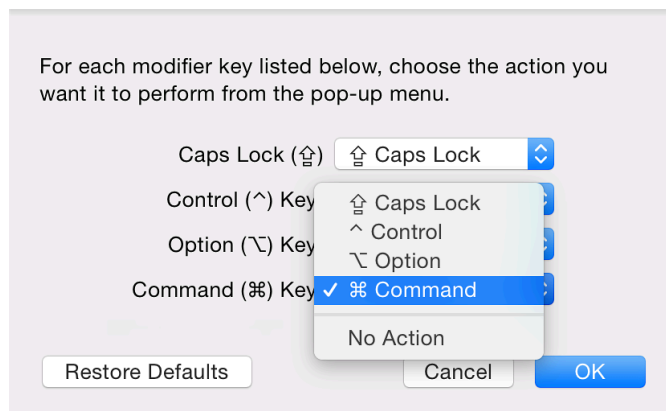 For each modifier key listed below, choose the action you
want it to perform from the pop-up menu.
Caps Lock (⇪) ⇪ Caps Lock
Control (^) Key
⇪ Caps Lock
^ Control
Option (⌥) Key
⌥ Option
Command (⌘) Key ✓ ⌘ Command
No Action
Restore Defaults Cancel OK